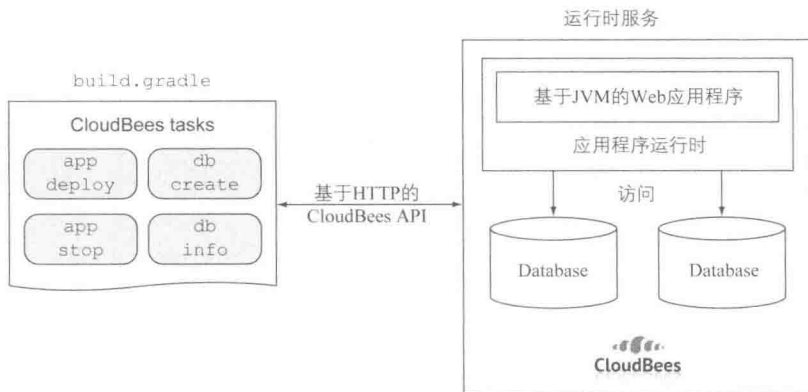 build.gradle
CloudBees tasks
app
deploy
db
create
app
stop
db
info
基于HTTP的
CloudBees API
运行时服务
基于JVM的Web应用程序
应用程序运行时
访问
Database
Database
CloudBees